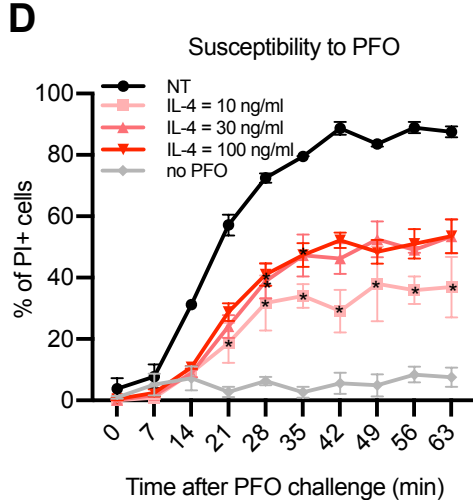 D
Susceptibility to PFO
NT
IL-4 = 10 ng/ml
IL-4 = 30 ng/ml
IL-4 = 100 ng/ml
no PFO
% of PI+ cells
100
80
60
40
20
0
* * * * * * * * * *
0 7 14 21 28 35 42 49 56 63
Time after PFO challenge (min)